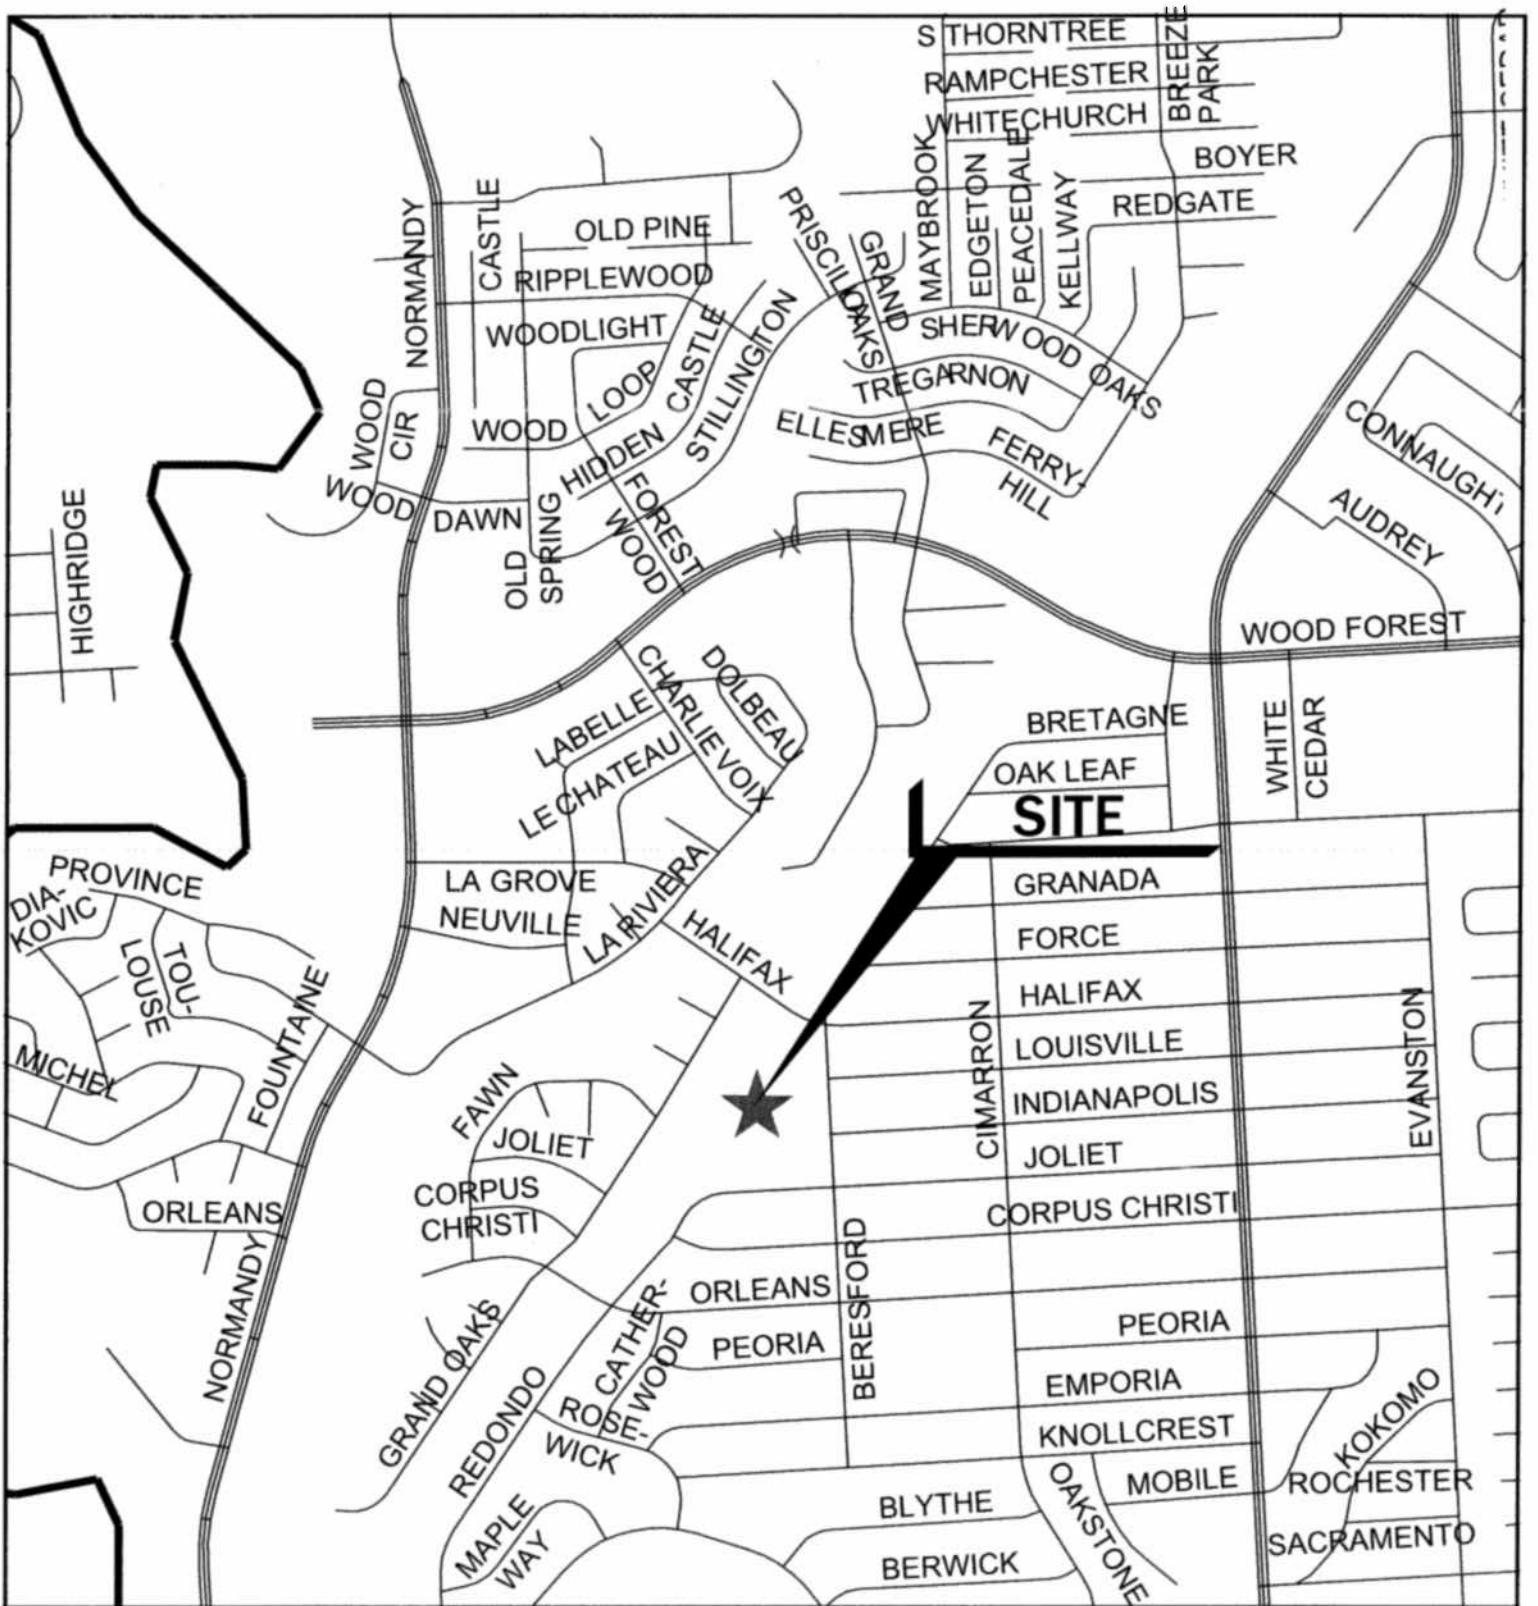 S THORNTREE
BREEZE
PARK
RAMPCHESTER
WHITECHURCH
BOYER
REDGATE
MAYBROOK
EDGETON
PEACEDALE
KELLWAY
NORMANDY
CASTLE
OLD PINE
RIPPLEWOOD
WOODLIGHT
LOOP
CASTLE
STILLINGTON
GRAND
OAKS
SHERWOOD OAKS
TREGARNON
ELLESMERE
FERRY-
HILL
CONNAUGHT
AUDREY
WOOD
CIR
WOOD
WOOD
HIDDEN
DAWN
OLD
SPRING
FOREST
WOOD
HIGHRIDGE
WOOD FOREST
CHARLIEVOIX
DOLBEAU
LABELLE
LE CHATEAU
BRETAGNE
OAK LEAF
WHITE
CEDAR
SITE
PROVINCE
DIA-
KOVIC
TOU-
LOUSE
MICHEL
FOUNTAINE
LA GROVE
NEUVILLE
LA RIVIERA
HALIFAX
GRANADA
FORCE
HALIFAX
LOUISVILLE
INDIANAPOLIS
JOLIET
CORPUS CHRISTI
CIMARRON
EVANSTON
FAWN
JOLIET
CORPUS
CHRISTI
ORLEANS
NORMANDY
ORLEANS
PEORIA
BERESFORD
PEORIA
EMPORIA
KNOLLCREST
KOKOMO
CATHER-
WOOD
GRAND OAKS
REDONDO
ROSE-
WICK
MAPLE
WAY
BLYTHE
BERWICK
OAKSTONE
MOBILE
ROCHESTER
SACRAMENTO